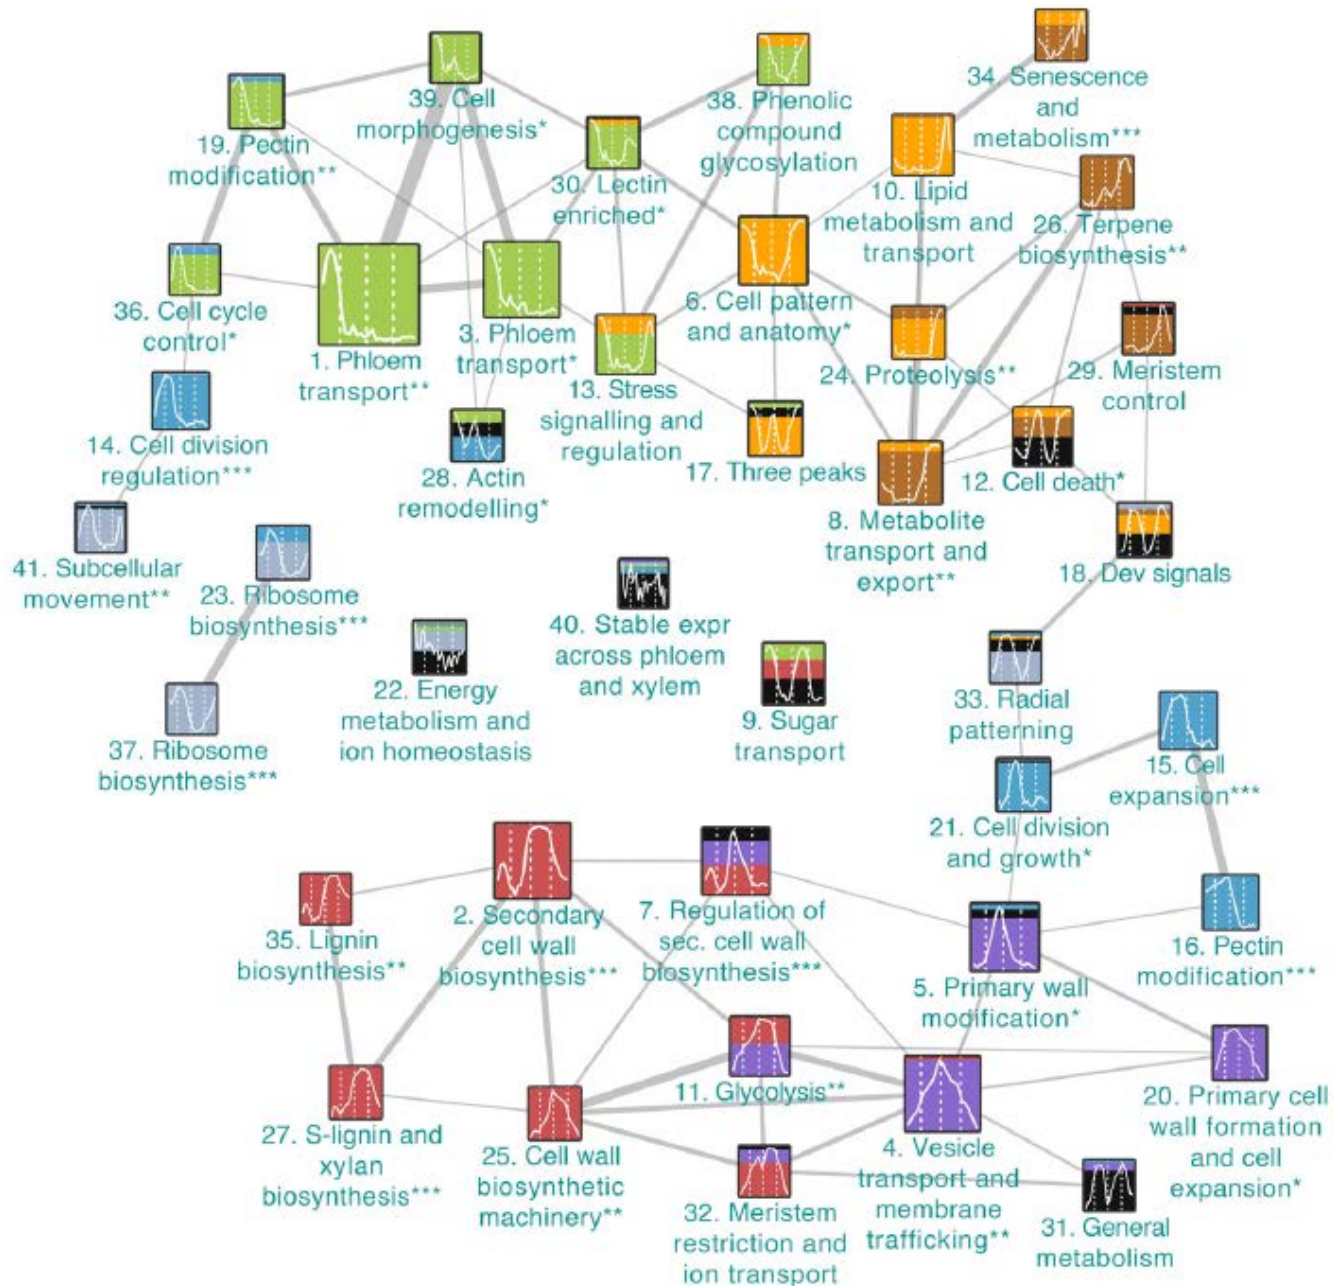 34. Senescence
and
metabolism***
39. Cell
morphogenesis*
38. Phenolic
compound
glycosylation
19. Pectin
modification**
30. Lectin
enriched*
10. Lipid
metabolism and
transport
26. Terpene
biosynthesis**
36. Cell cycle
control*
1. Phloem
transport**
3. Phloem
transport*
6. Cell pattern
and anatomy*
13. Stress
signalling and
regulation
24. Proteolysis**
29. Meristem
control
14. Cell division
regulation***
28. Actin
remodelling*
17. Three peaks
12. Cell death*
8. Metabolite
transport and
export**
18. Dev signals
41. Subcellular
movement**
23. Ribosome
biosynthesis***
40. Stable expr
across phloem
and xylem
22. Energy
metabolism and
ion homeostasis
9. Sugar
transport
33. Radial
patterning
37. Ribosome
biosynthesis***
15. Cell
expansion***
21. Cell division
and growth*
35. Lignin
biosynthesis**
2. Secondary
cell wall
biosynthesis***
7. Regulation of
sec. cell wall
biosynthesis***
16. Pectin
modification***
5. Primary wall
modification*
11. Glycolysis**
20. Primary cell
wall formation
and cell
expansion*
27. S-lignin and
xylan
biosynthesis***
25. Cell wall
biosynthetic
machinery**
4. Vesicle
transport and
membrane
trafficking**
32. Meristem
restriction and
ion transport
31. General
metabolism